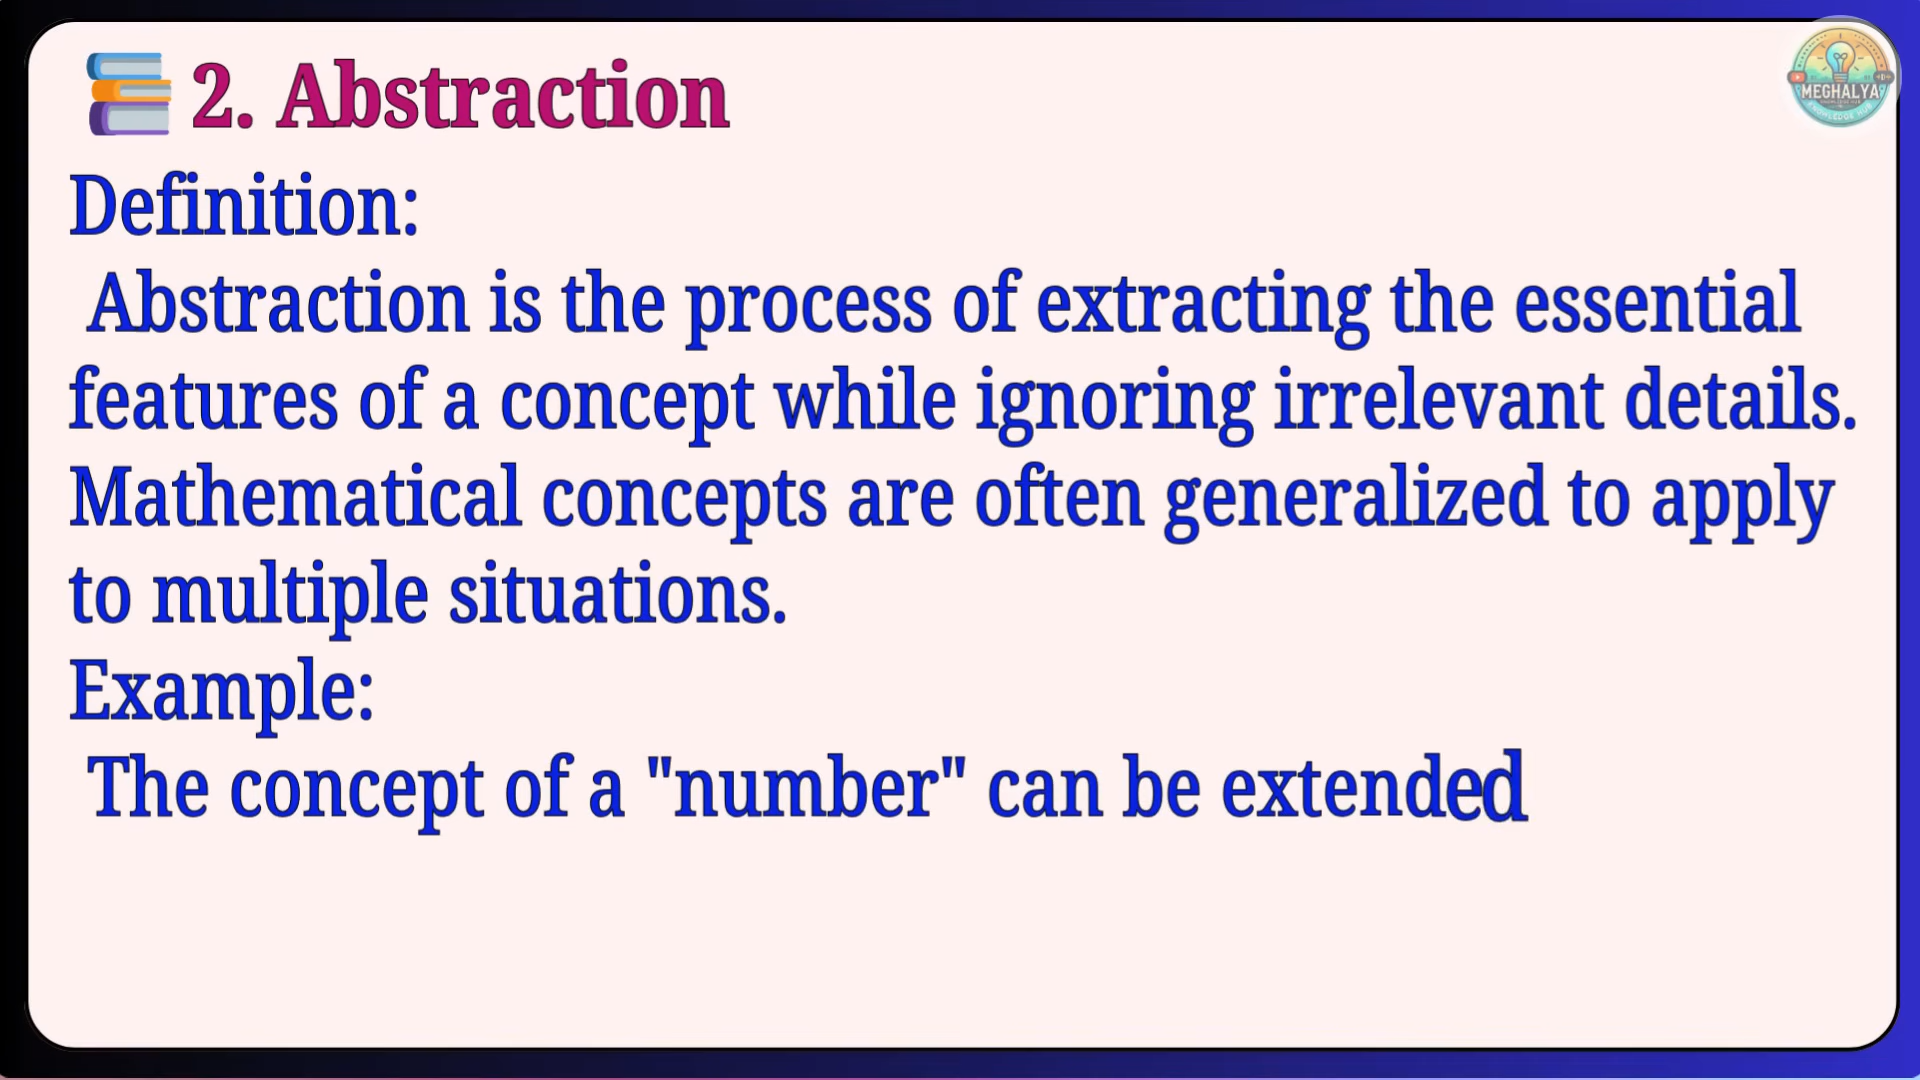 📚 2. Abstraction
MEGHALYA
Definition:
Abstraction is the process of extracting the essential
features of a concept while ignoring irrelevant details.
Mathematical concepts are often generalized to apply
to multiple situations.
Example:
The concept of a "number" can be extended